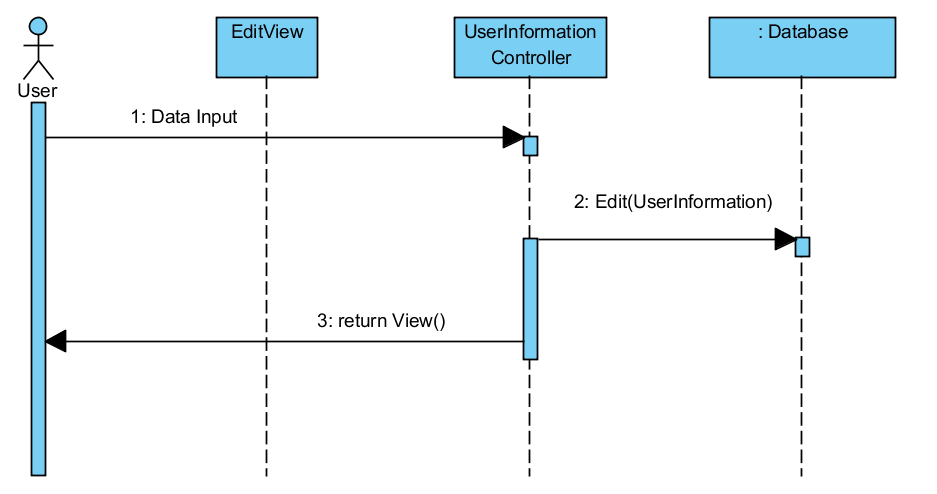 User
EditView
UserInformation
Controller
: Database
1: Data Input
2: Edit(UserInformation)
3: return View()